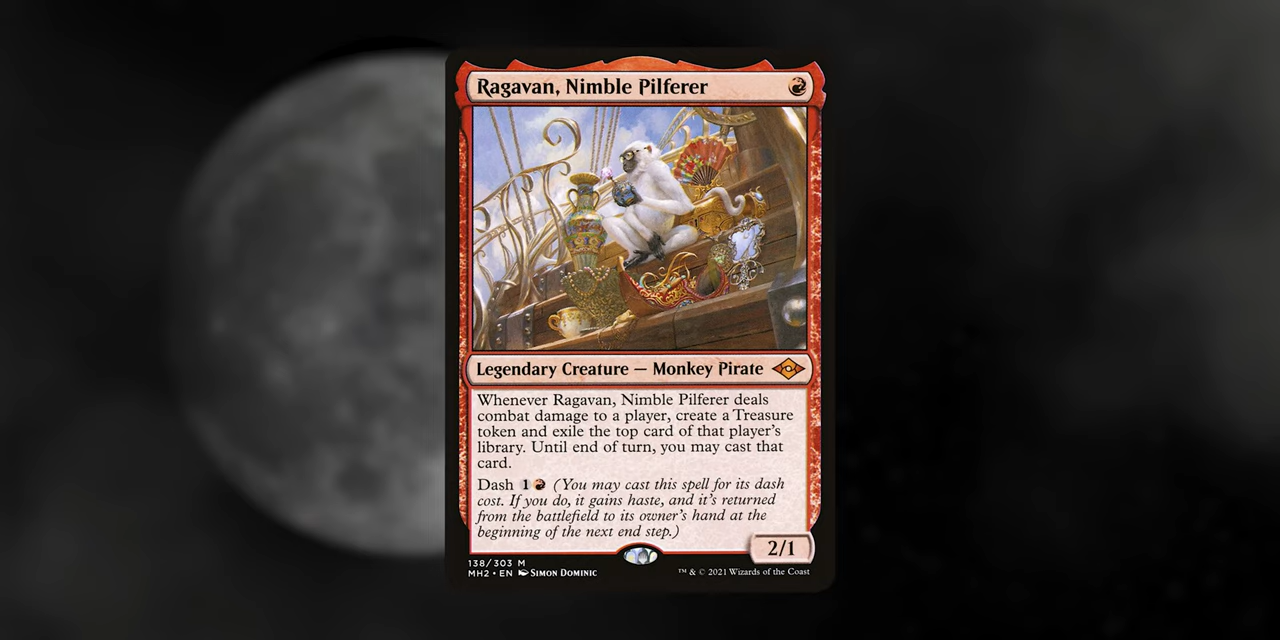 Ragavan, Nimble Pilferer
Legendary Creature — Monkey Pirate
Whenever Ragavan, Nimble Pilferer deals
combat damage to a player, create a Treasure
token and exile the top card of that player's
library. Until end of turn, you may cast that
card.
Dash 1 (You may cast this spell for its dash
cost. If you do, it gains haste, and it's returned
from the battlefield to its owner's hand at the
beginning of the next end step.)
2/1
138/303 M
MH2 • EN Simon Dominic
™ & © 2021 Wizards of the Coast